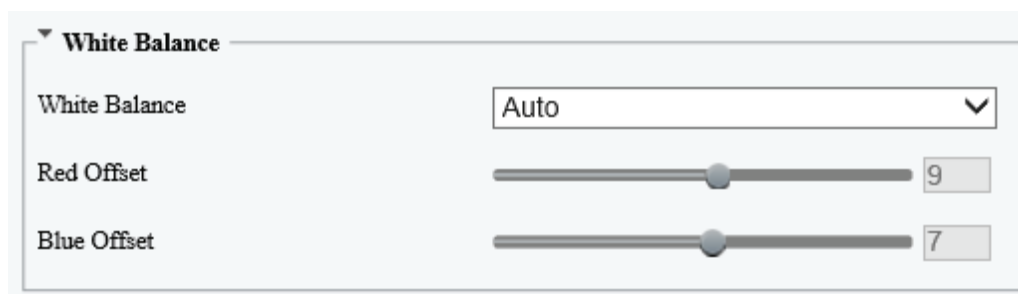 White Balance
White Balance Auto
Red Offset 9
Blue Offset 7